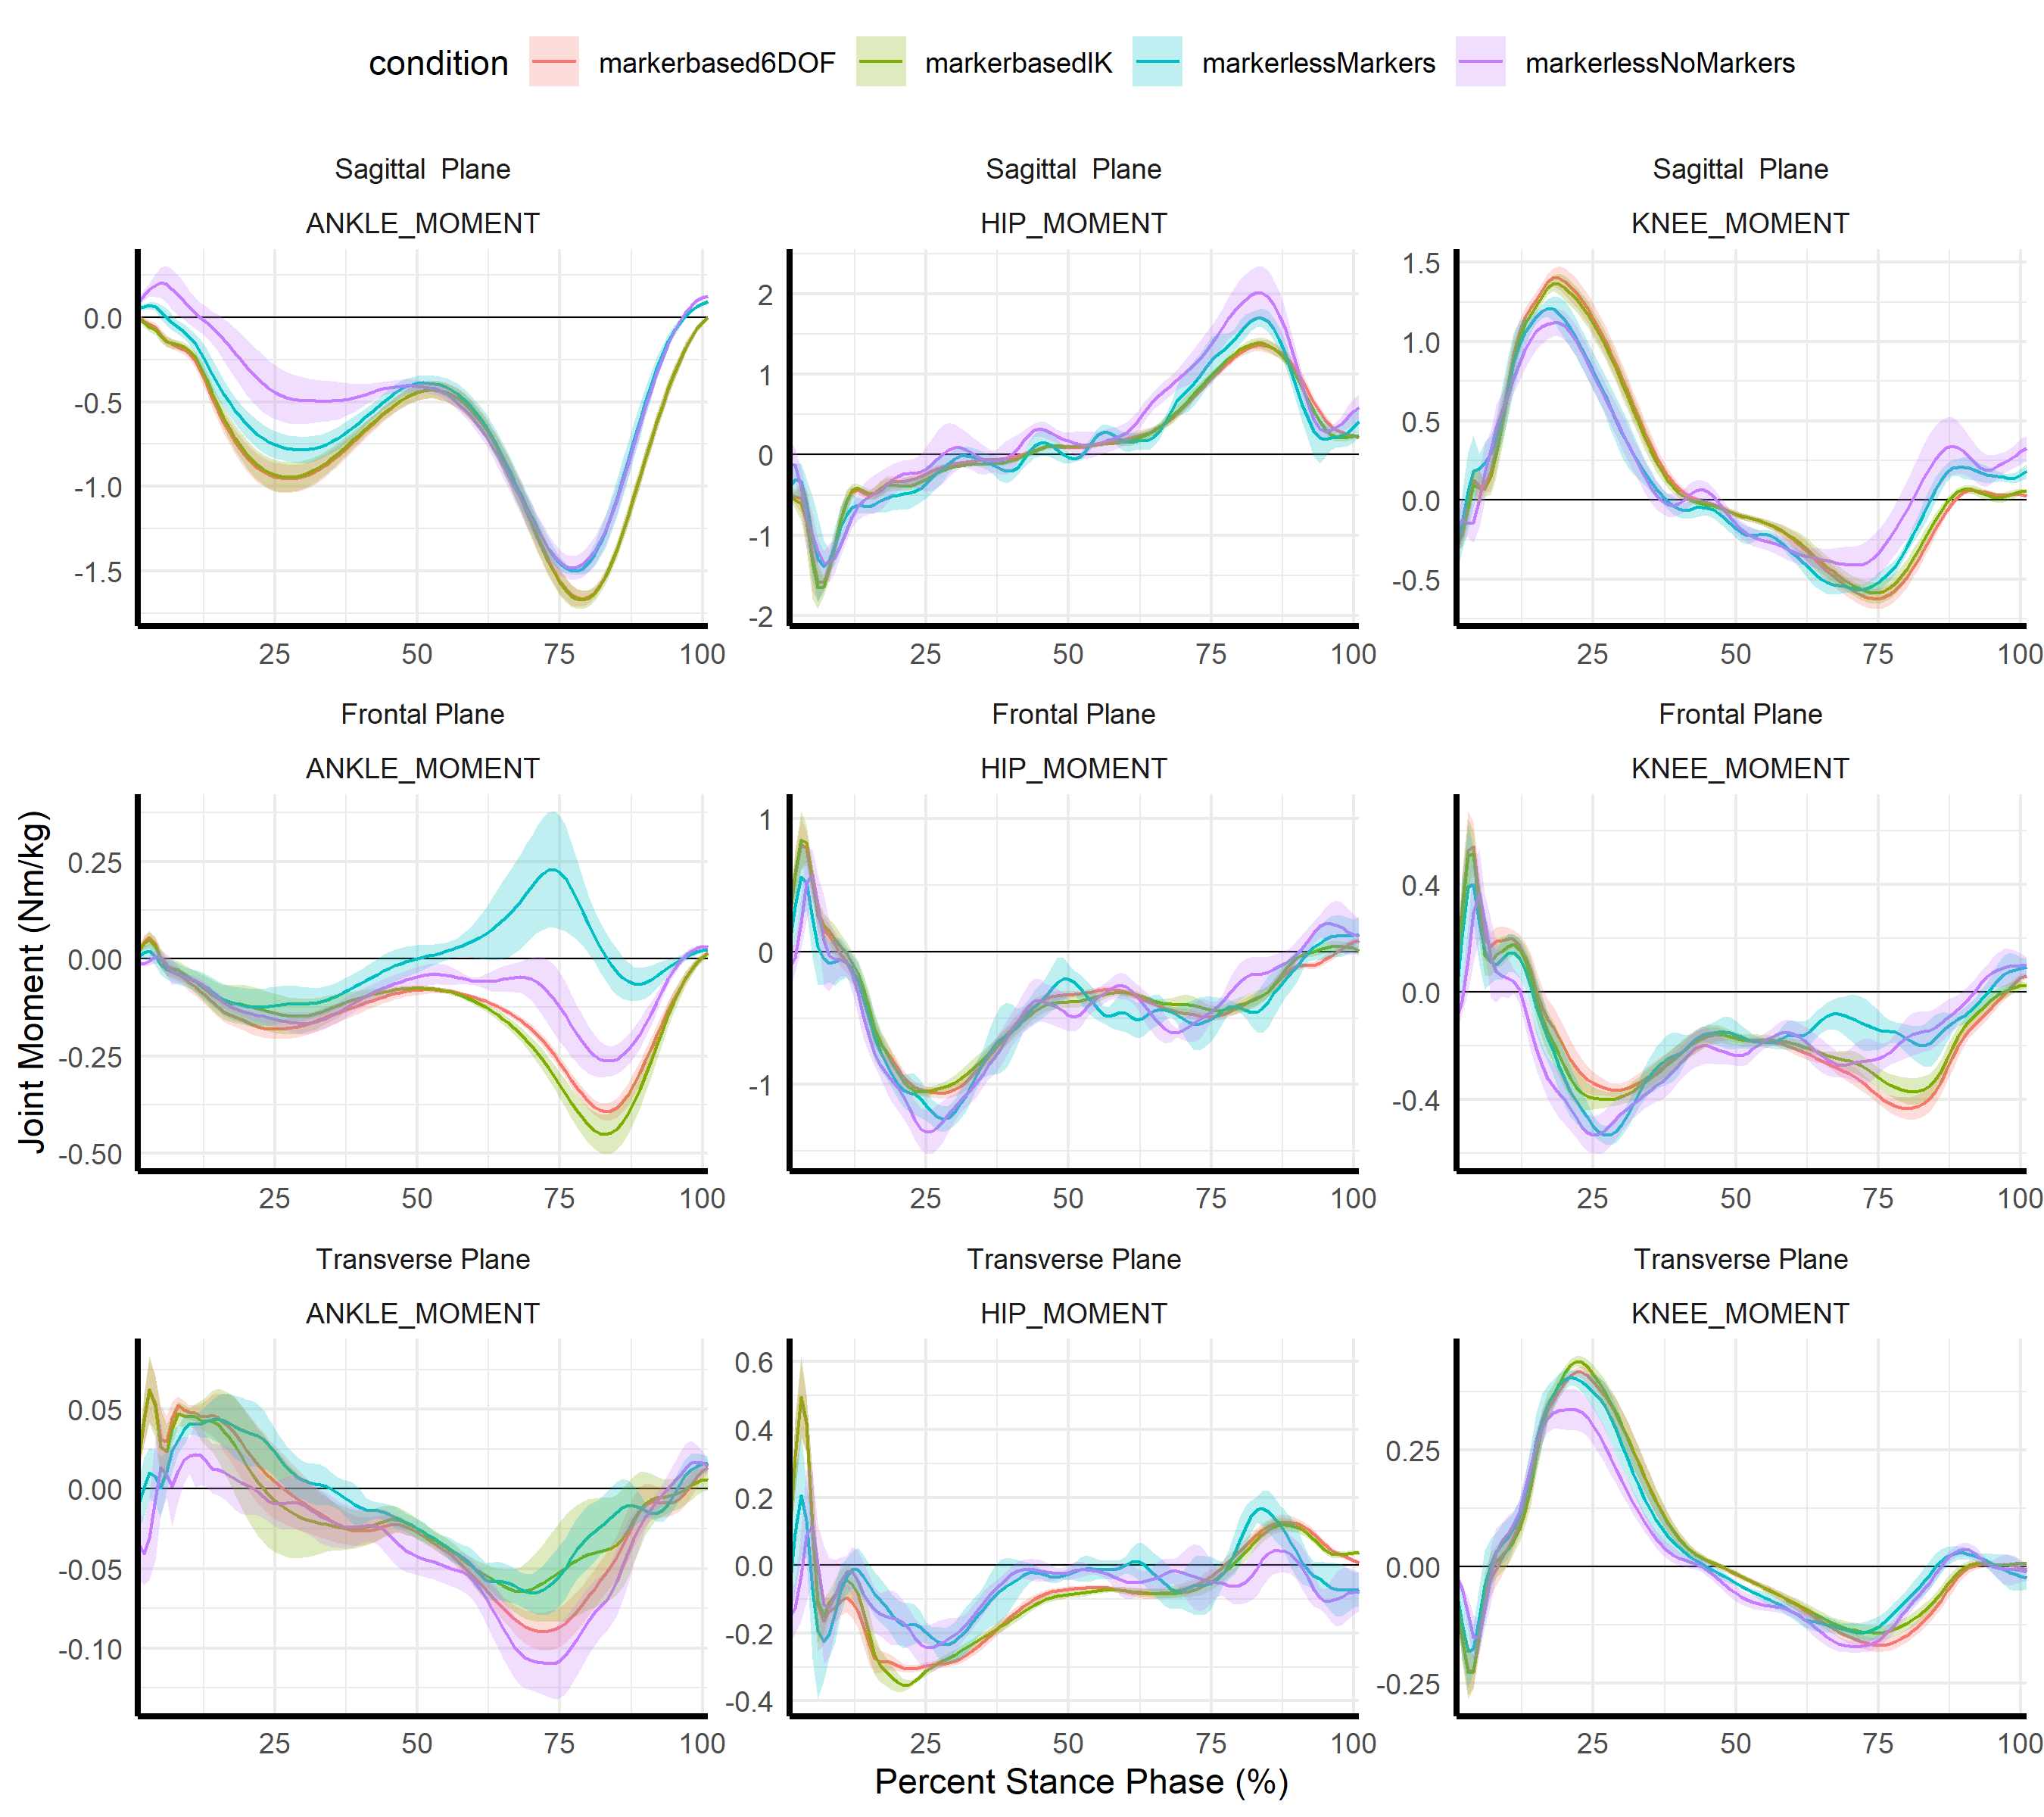 condition markerbased6DOF markerbasedIK markerlessMarkers markerlessNoMarkers
Sagittal  Plane Sagittal  Plane Sagittal  Plane
ANKLE_MOMENT HIP_MOMENT KNEE_MOMENT
0.0 -0.5 -1.0 -1.5
2 1 0 -1 -2
1.5 1.0 0.5 0.0 -0.5
25 50 75 100 25 50 75 100 25 50 75 100
Frontal Plane Frontal Plane Frontal Plane
ANKLE_MOMENT HIP_MOMENT KNEE_MOMENT
Joint Moment (Nm/kg)
0.25 0.00 -0.25 -0.50
1 0 -1
0.4 0.0 -0.4
25 50 75 100 25 50 75 100 25 50 75 100
Transverse Plane Transverse Plane Transverse Plane
ANKLE_MOMENT HIP_MOMENT KNEE_MOMENT
0.05 0.00 -0.05 -0.10
0.6 0.4 0.2 0.0 -0.2 -0.4
0.25 0.00 -0.25
25 50 75 100 25 50 75 100 25 50 75 100
Percent Stance Phase (%)